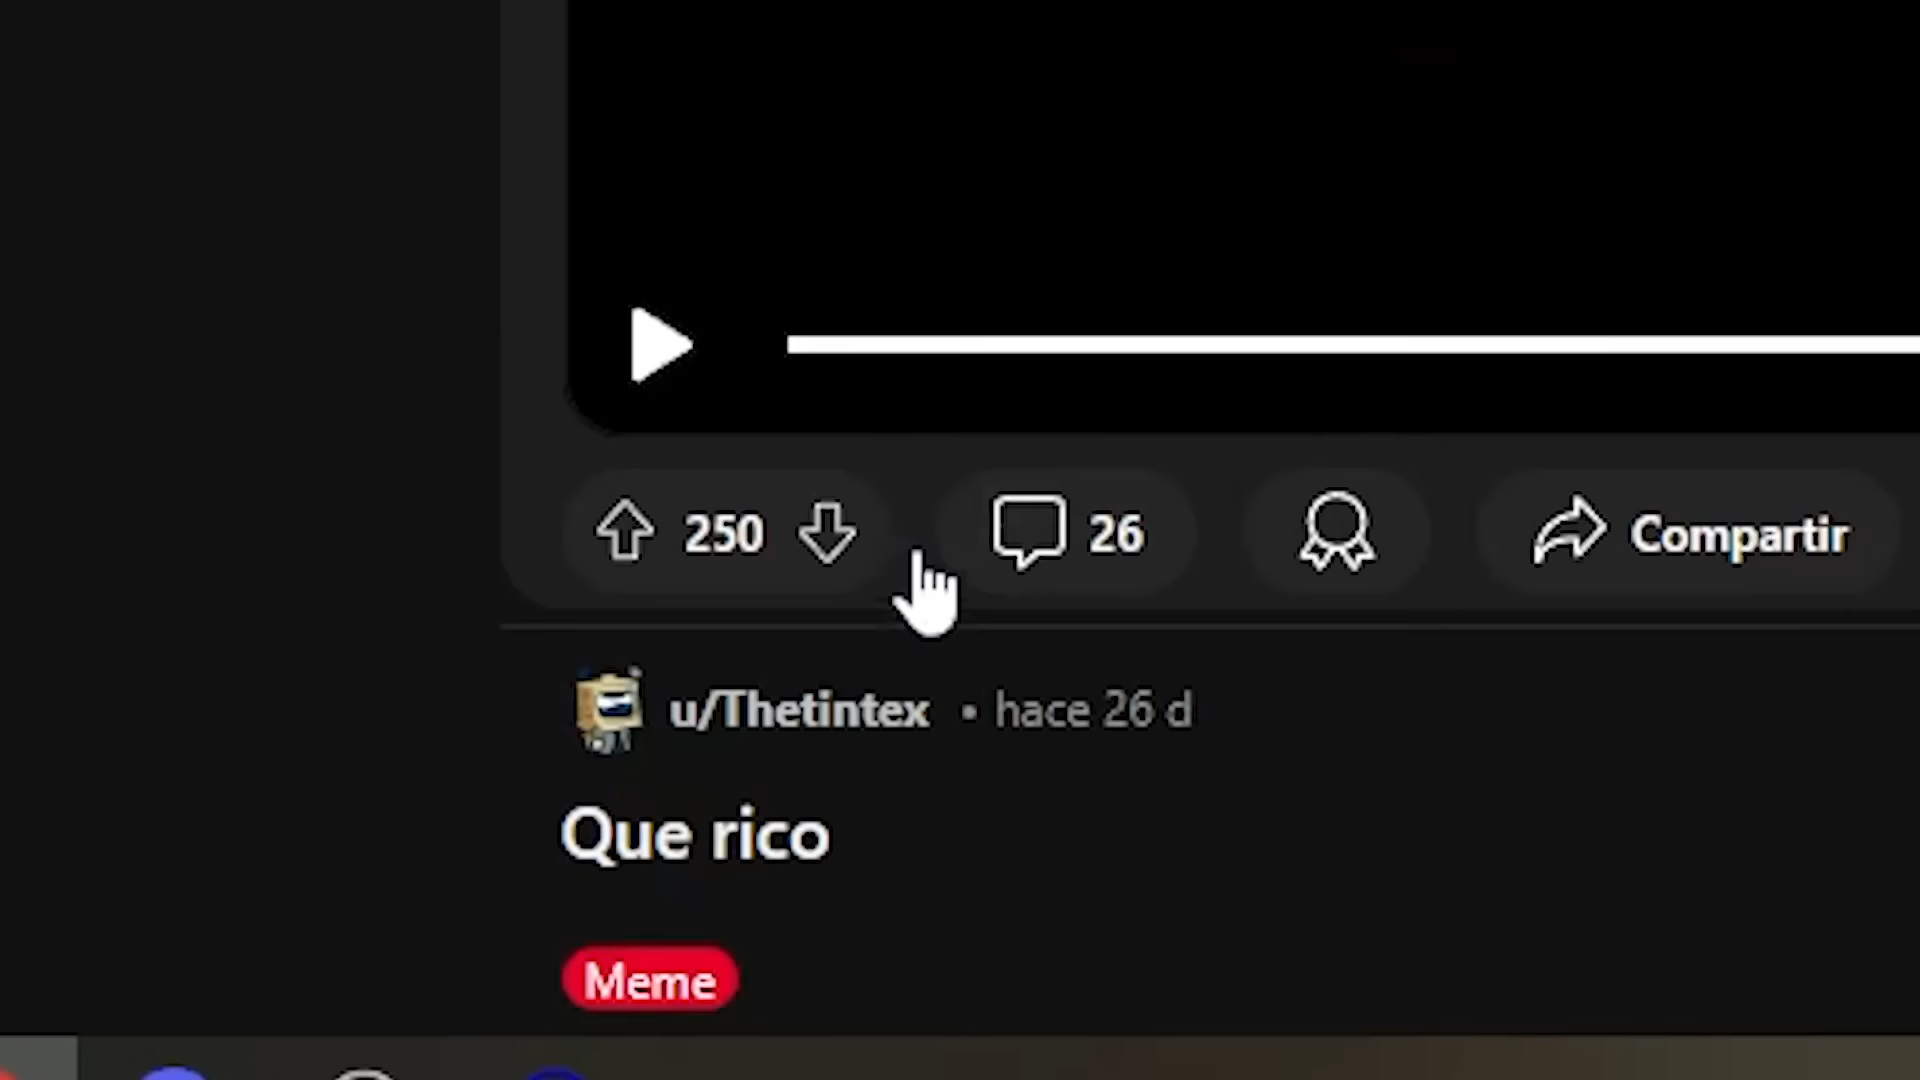 250 26 Compartir
u/Thetintex • hace 26 d
Que rico
Meme